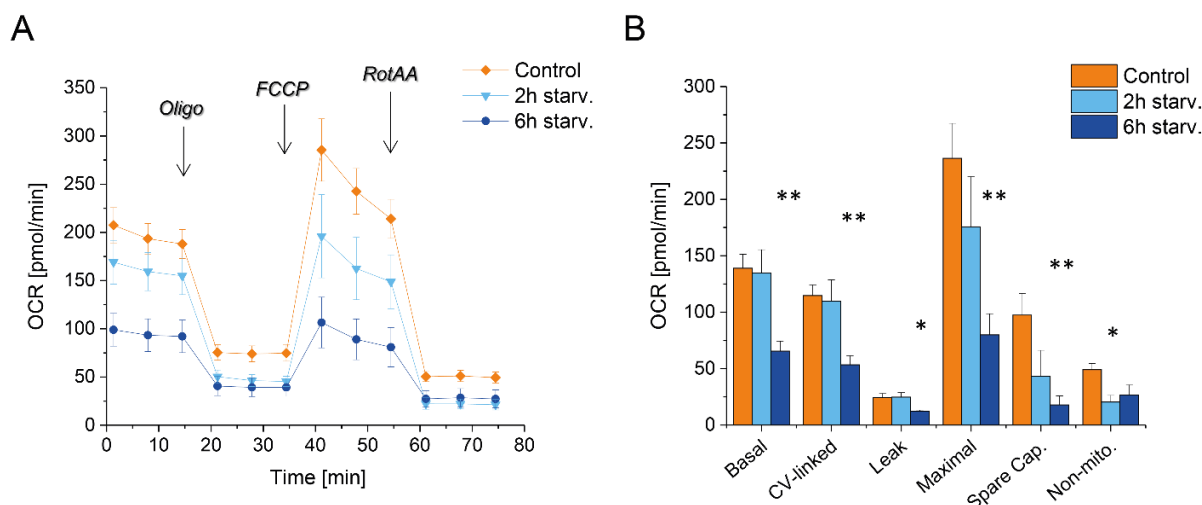 A
Oligo
FCCP
RotAA
Control
2h starv.
6h starv.
OCR [pmol/min]
350
300
250
200
150
100
50
0
0 10 20 30 40 50 60 70 80
Time [min]
B
Control
2h starv.
6h starv.
OCR [pmol/min]
300
250
200
150
100
50
0
** ** * ** ** *
Basal
CV-linked
Leak
Maximal
Spare Cap.
Non-mito.